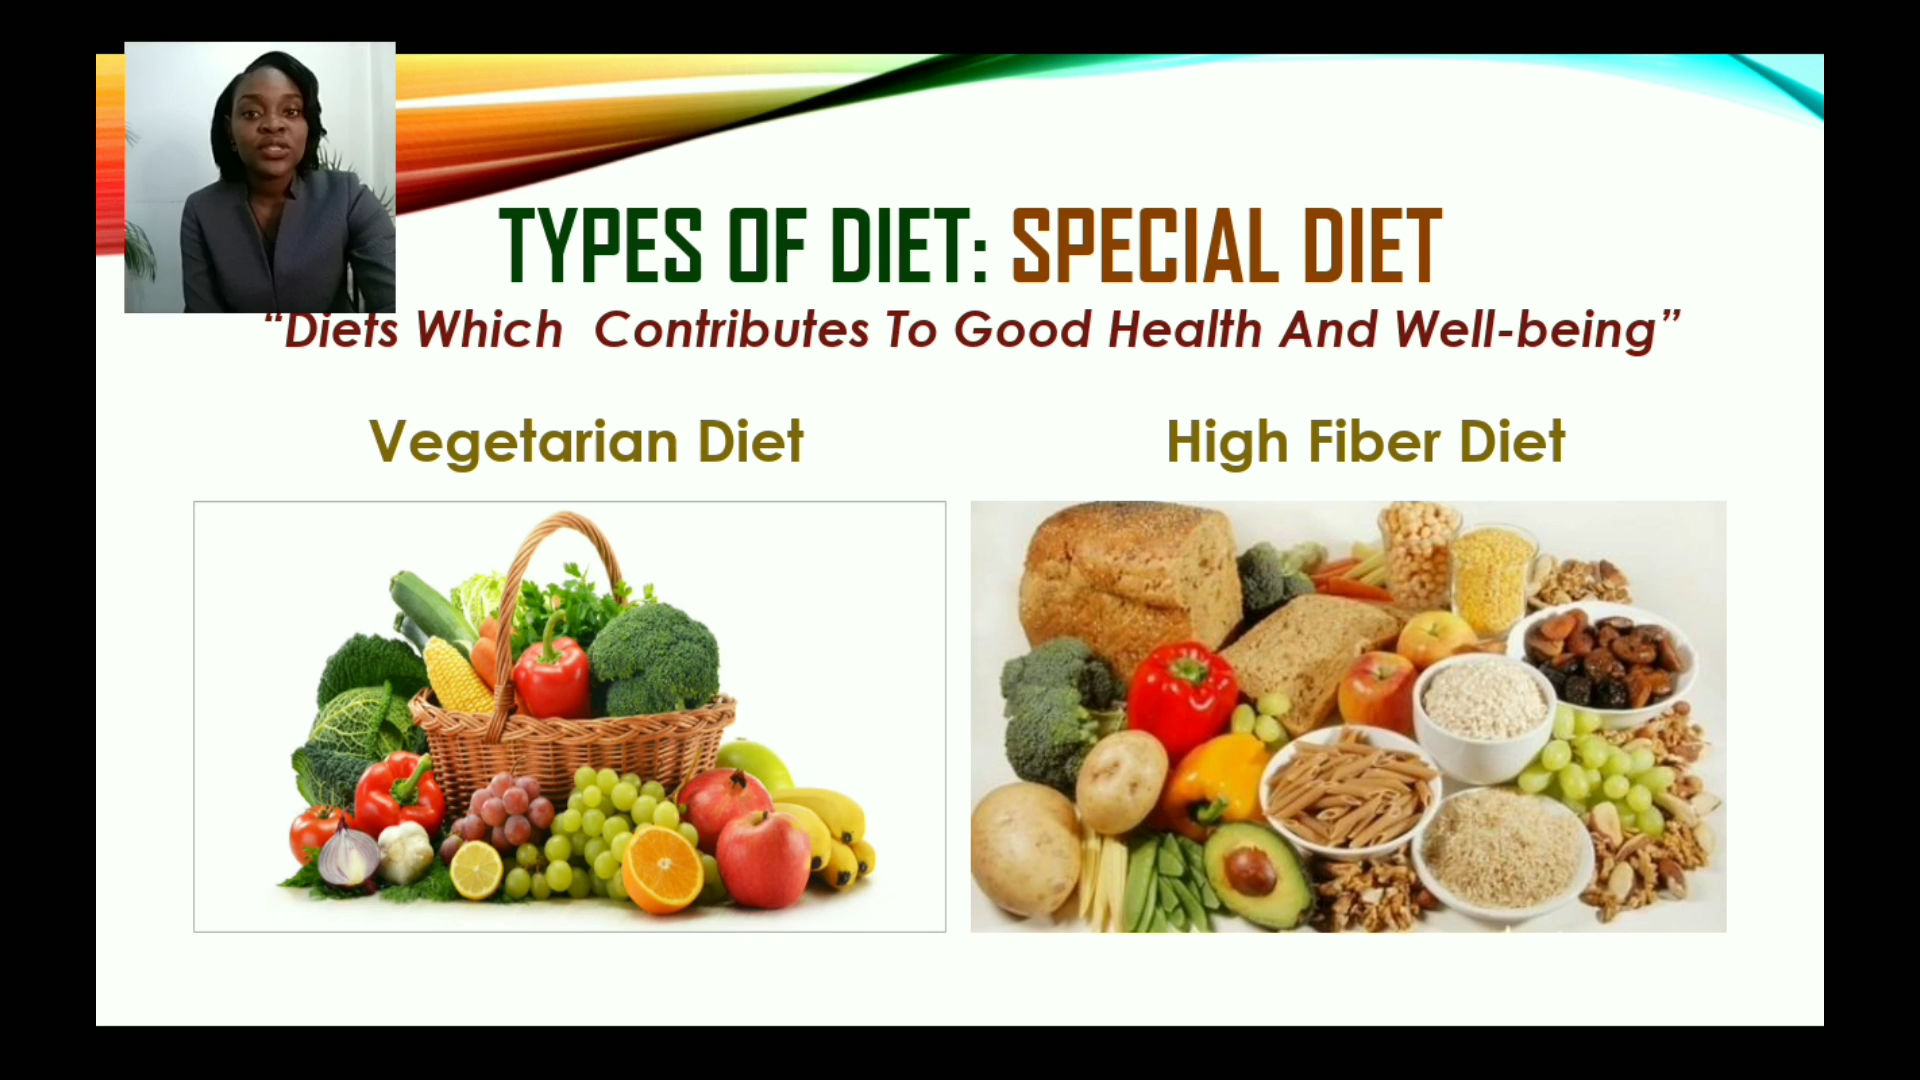 TYPES OF DIET: SPECIAL DIET
“Diets Which Contributes To Good Health And Well-being”
Vegetarian Diet
High Fiber Diet